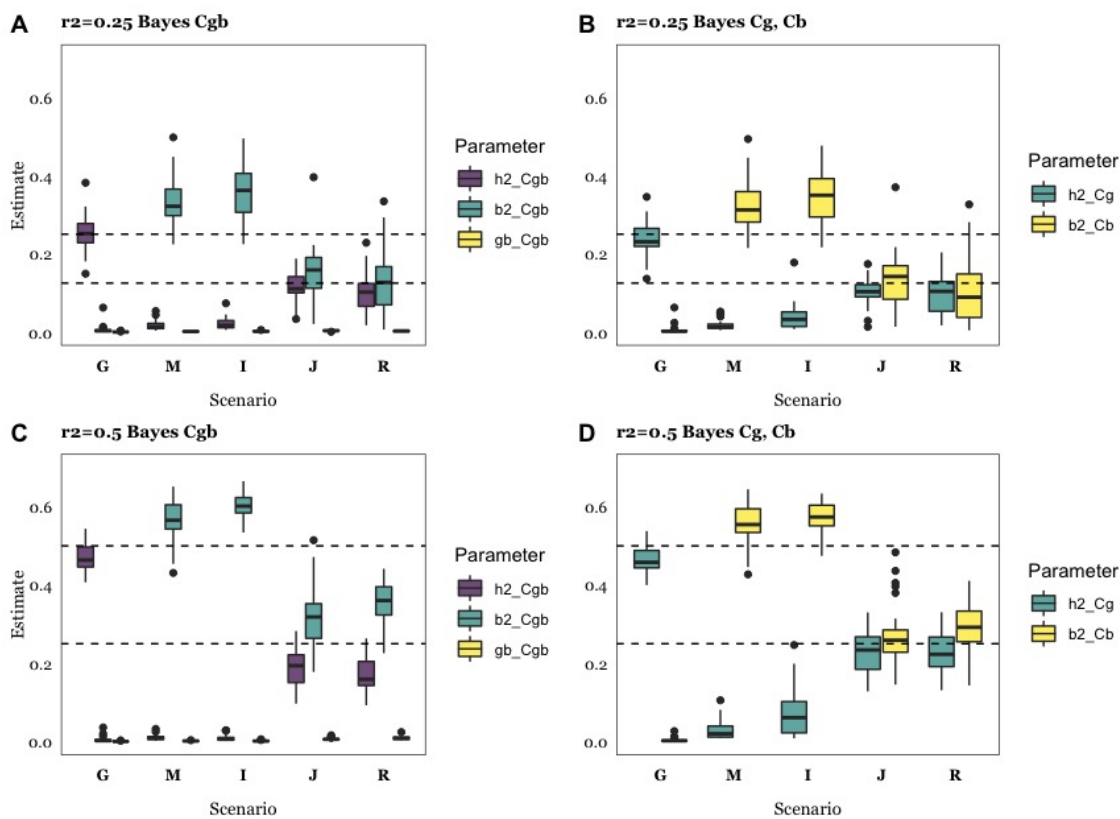 A r2=0.25 Bayes Cgb
Estimate
0.6
0.4
0.2
0.0
G M I J R
Scenario
Parameter
h2_Cgb
b2_Cgb
gb_Cgb
B r2=0.25 Bayes Cg, Cb
0.6
0.4
0.2
0.0
G M I J R
Scenario
Parameter
h2_Cg
b2_Cb
C r2=0.5 Bayes Cgb
Estimate
0.6
0.4
0.2
0.0
G M I J R
Scenario
Parameter
h2_Cgb
b2_Cgb
gb_Cgb
D r2=0.5 Bayes Cg, Cb
0.6
0.4
0.2
0.0
G M I J R
Scenario
Parameter
h2_Cg
b2_Cb